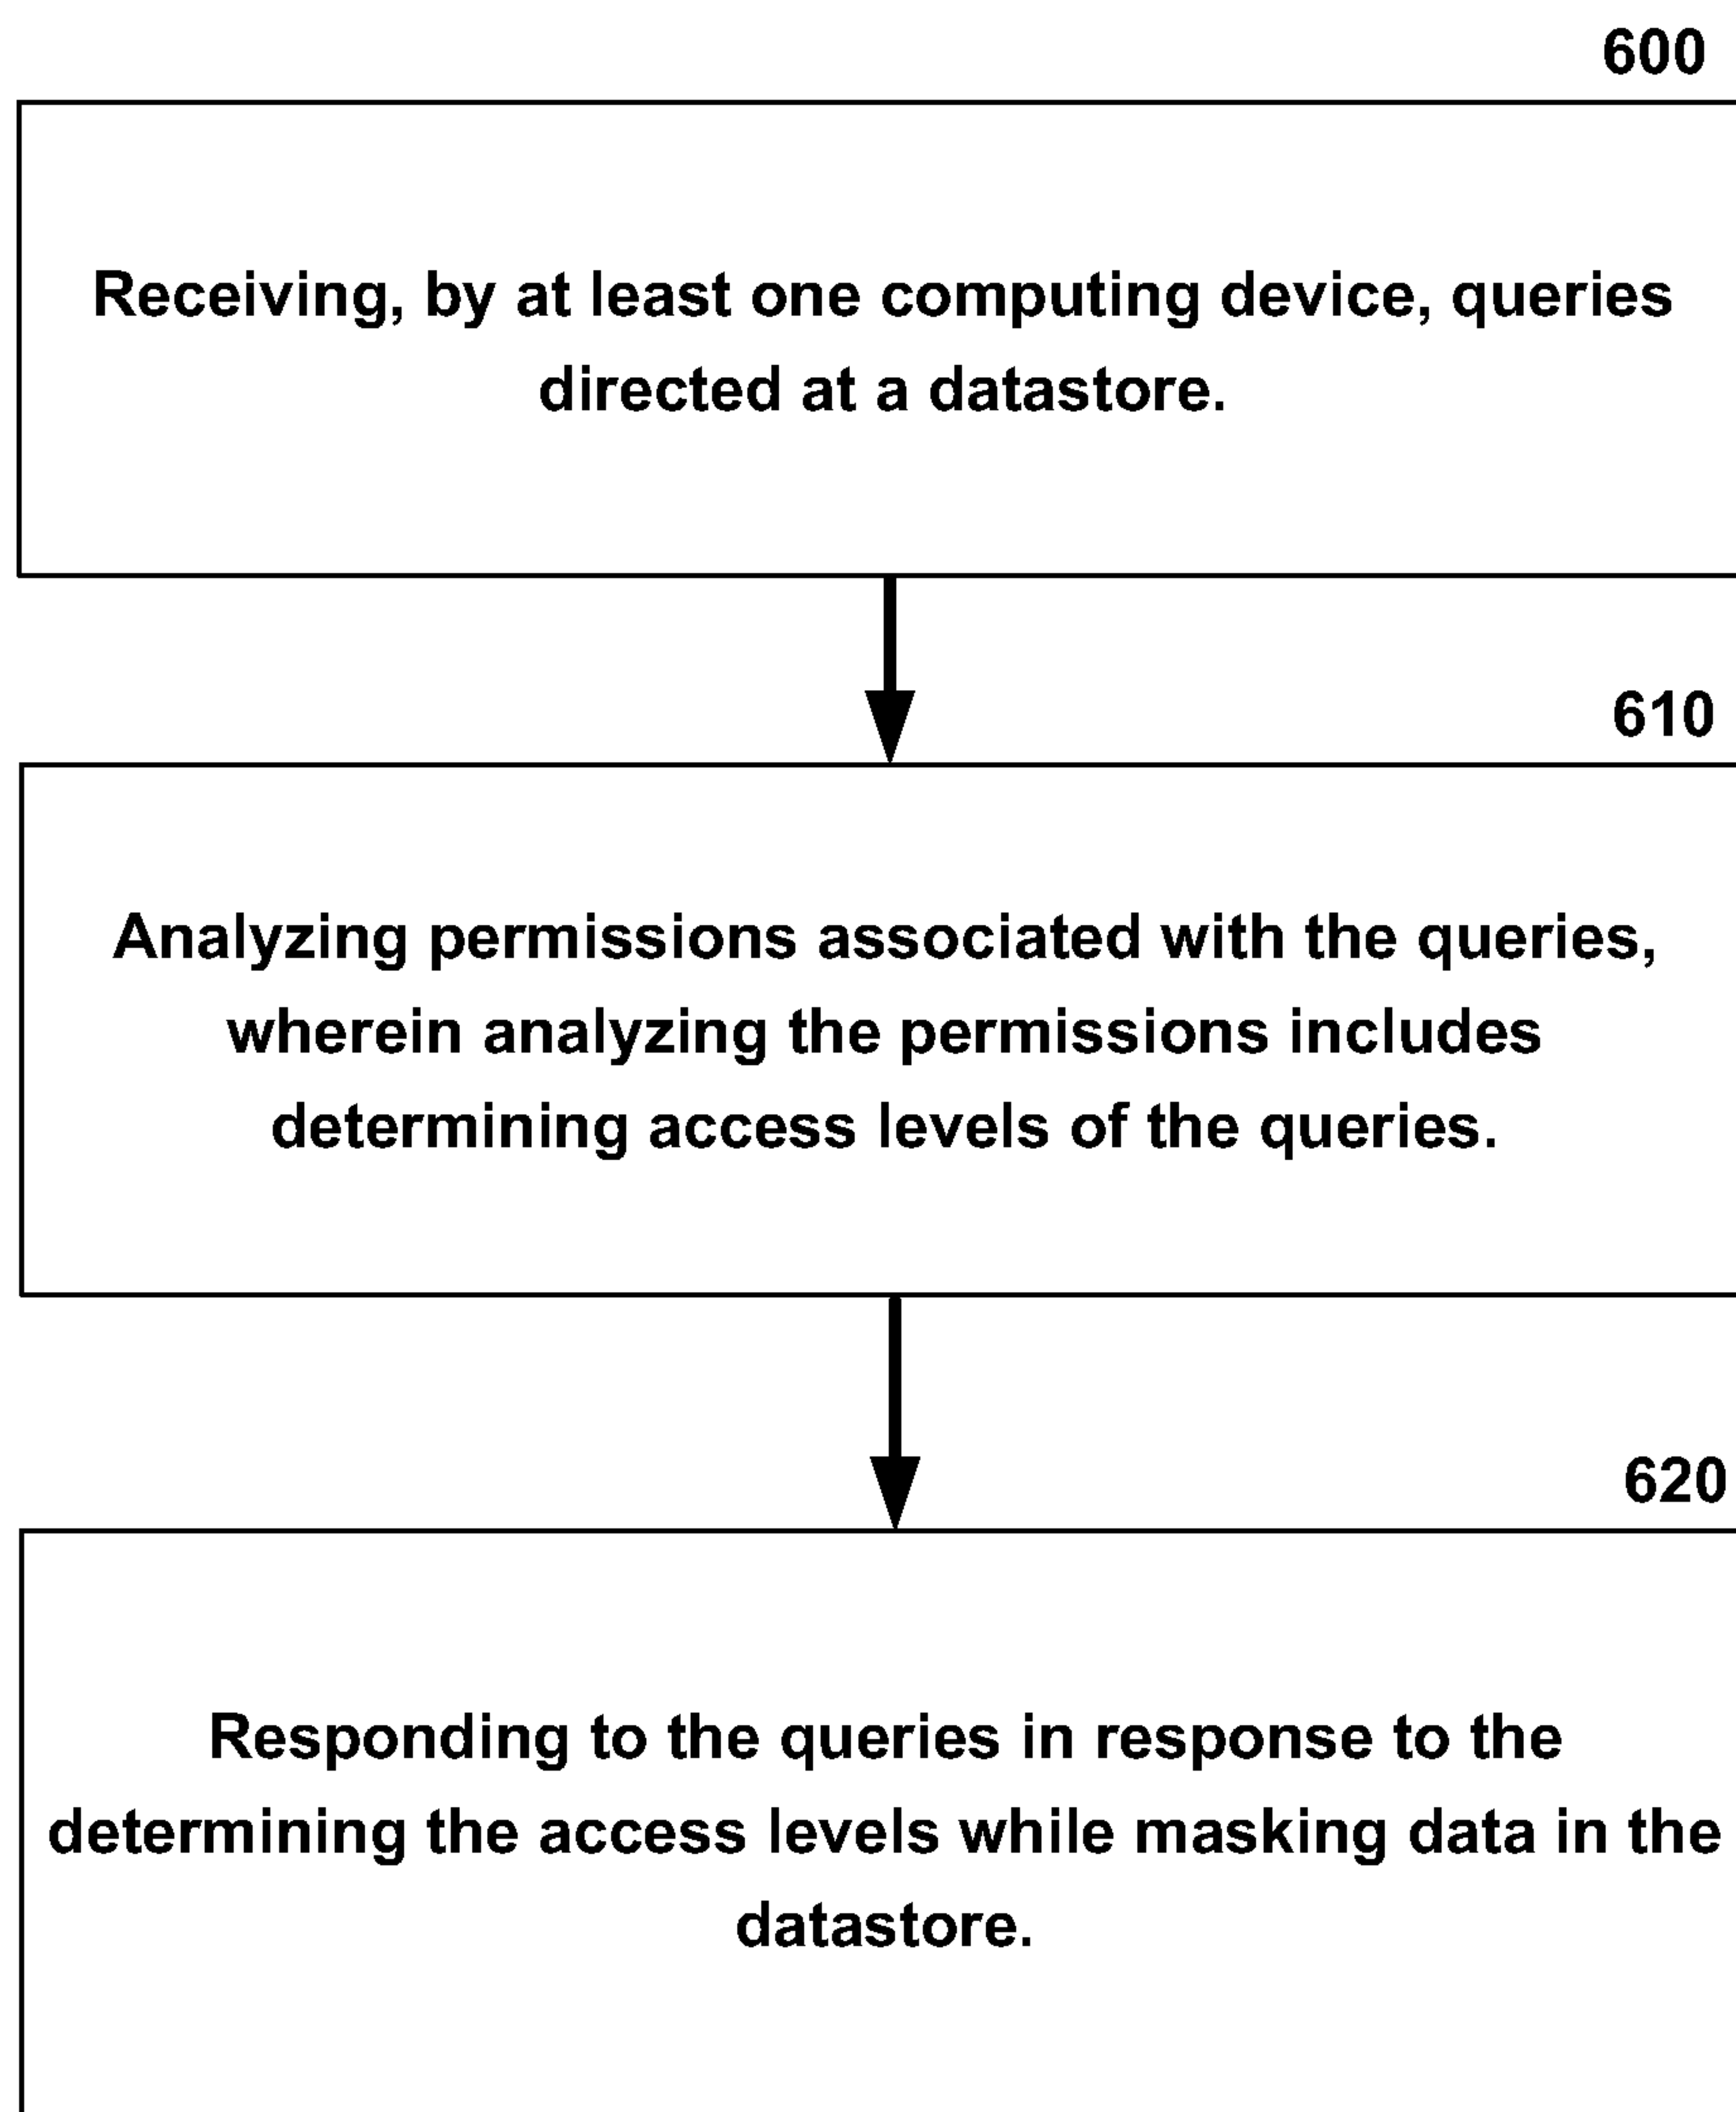 600
Receiving, by at least one computing device, queries
directed at a datastore.
610
Analyzing permissions associated with the queries,
wherein analyzing the permissions includes
determining access levels of the queries.
620
Responding to the queries in response to the
determining the access levels while masking data in the
datastore.